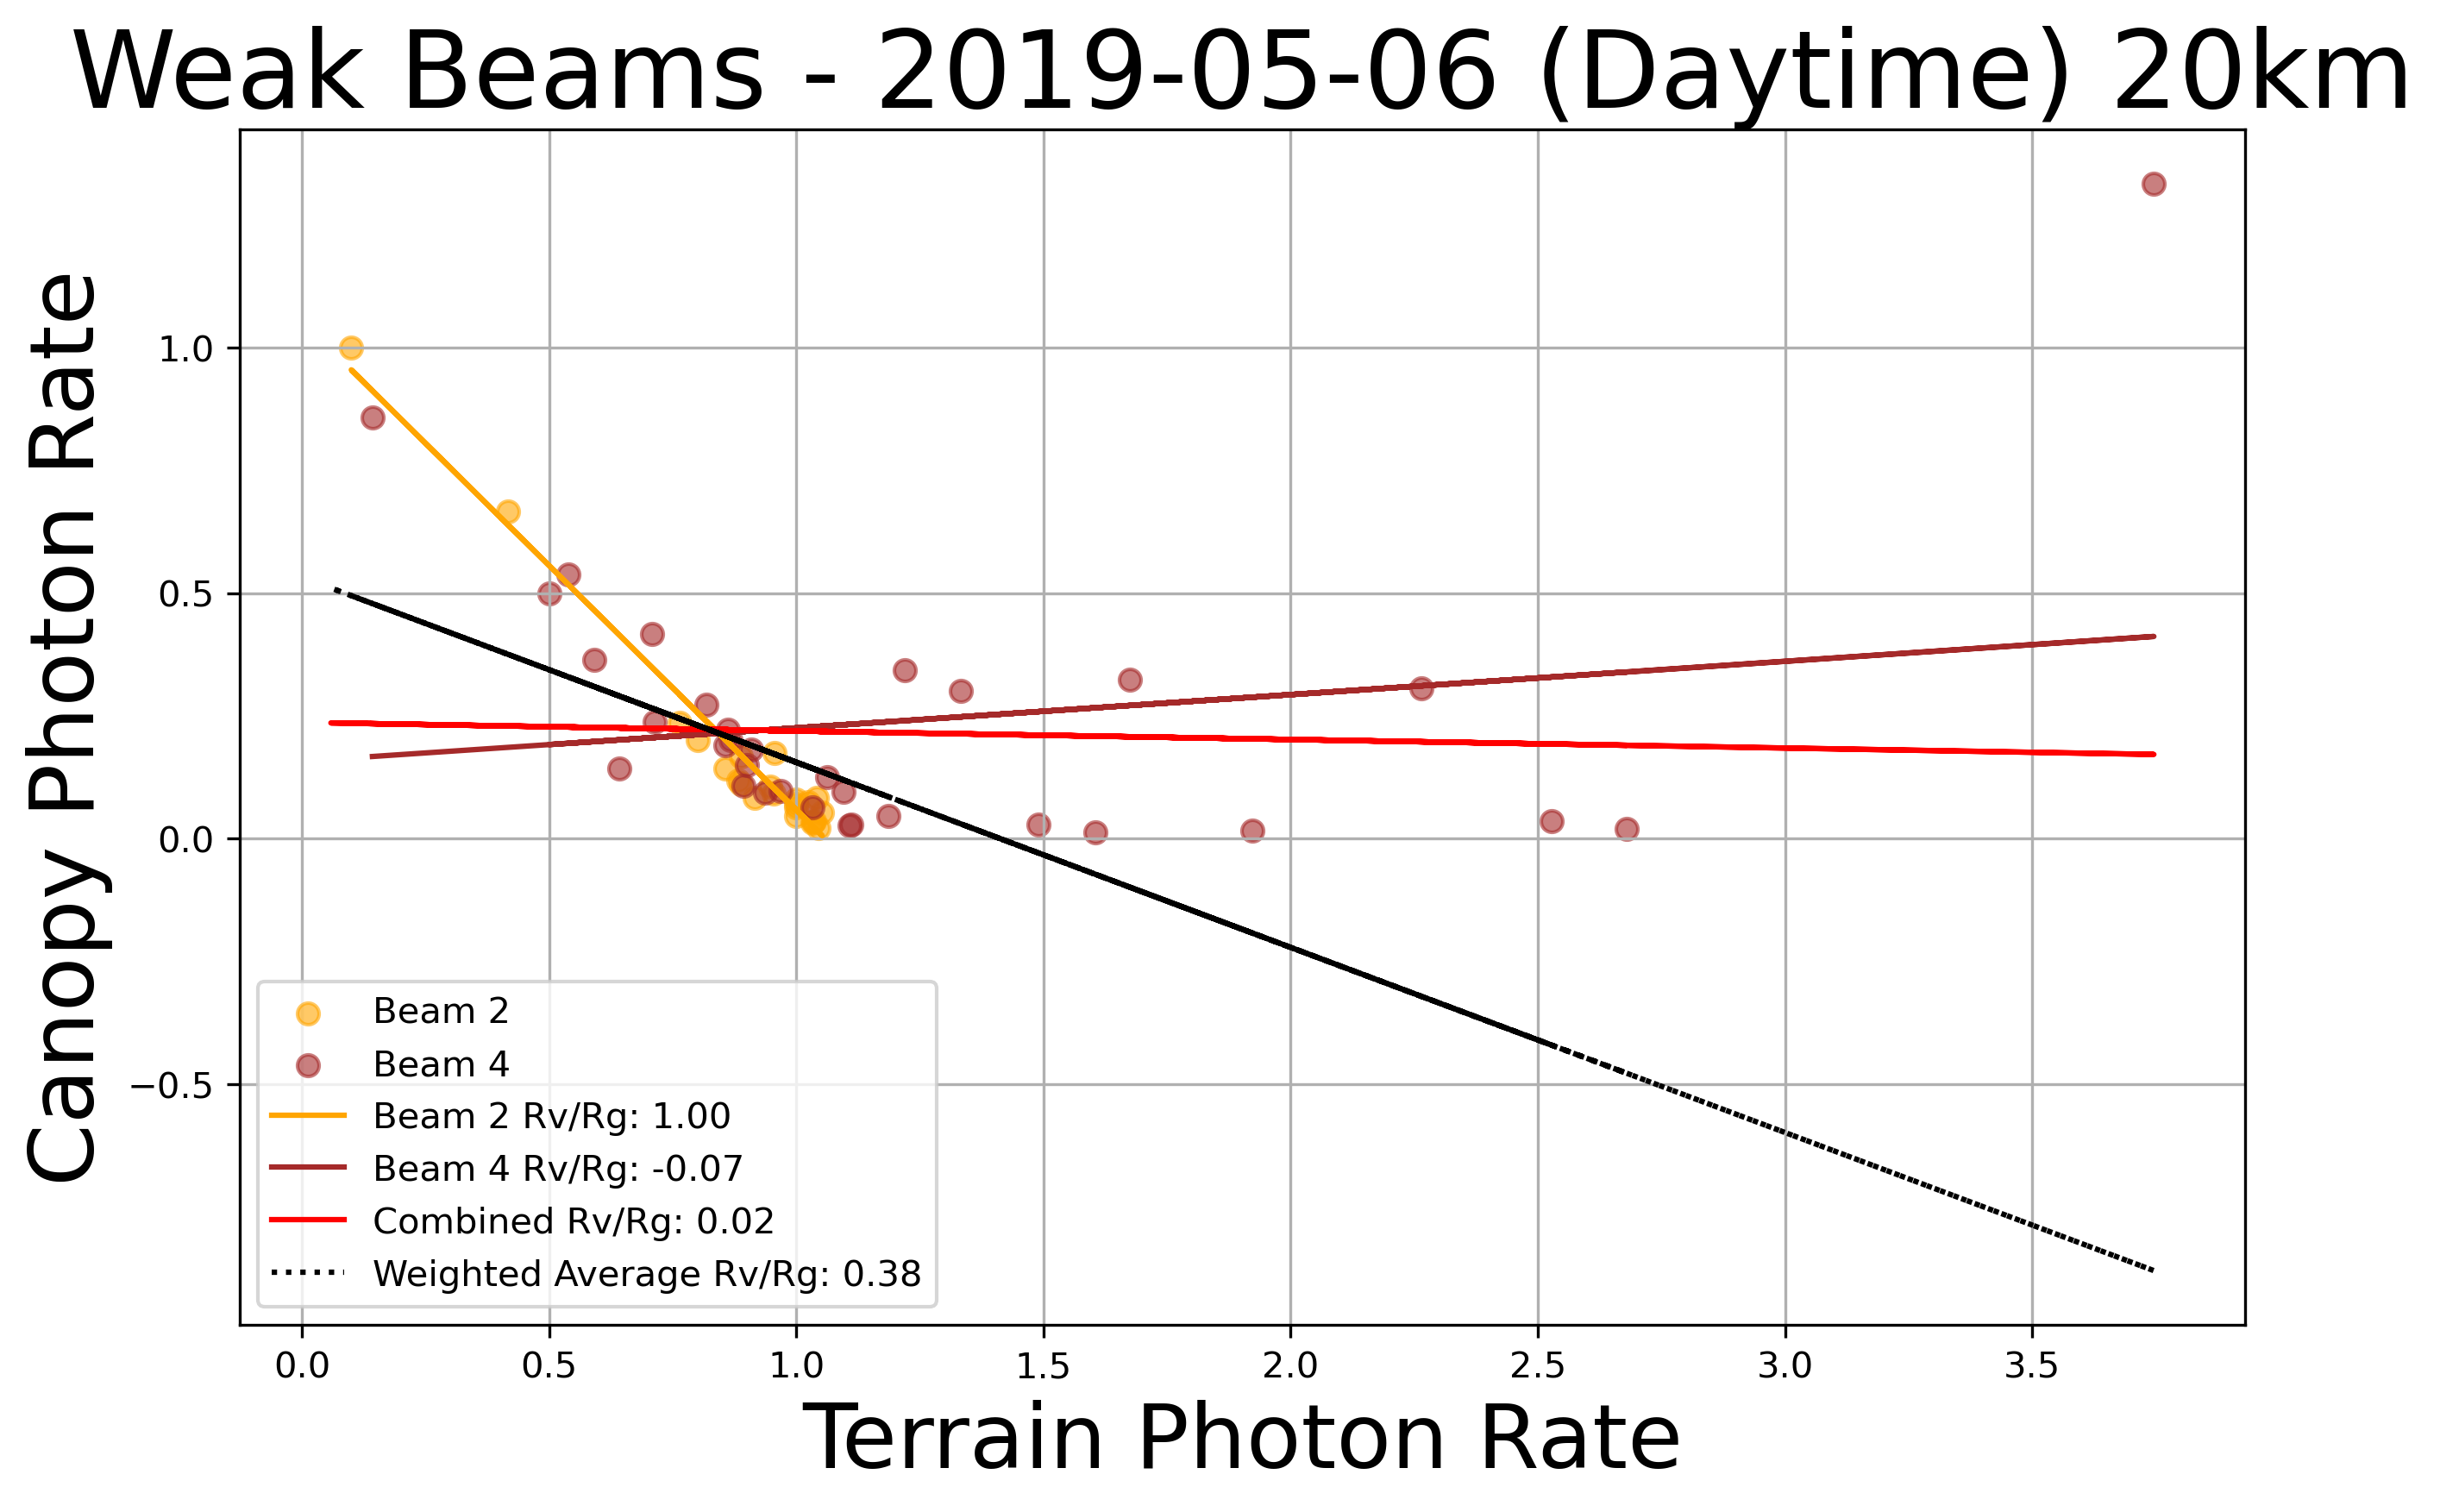 Weak Beams - 2019-05-06 (Daytime) 20km
Canopy Photon Rate
1.0
0.5
0.0
−0.5
Beam 2
Beam 4
Beam 2 Rv/Rg: 1.00
Beam 4 Rv/Rg: -0.07
Combined Rv/Rg: 0.02
Weighted Average Rv/Rg: 0.38
0.0 0.5 1.0 1.5 2.0 2.5 3.0 3.5
Terrain Photon Rate